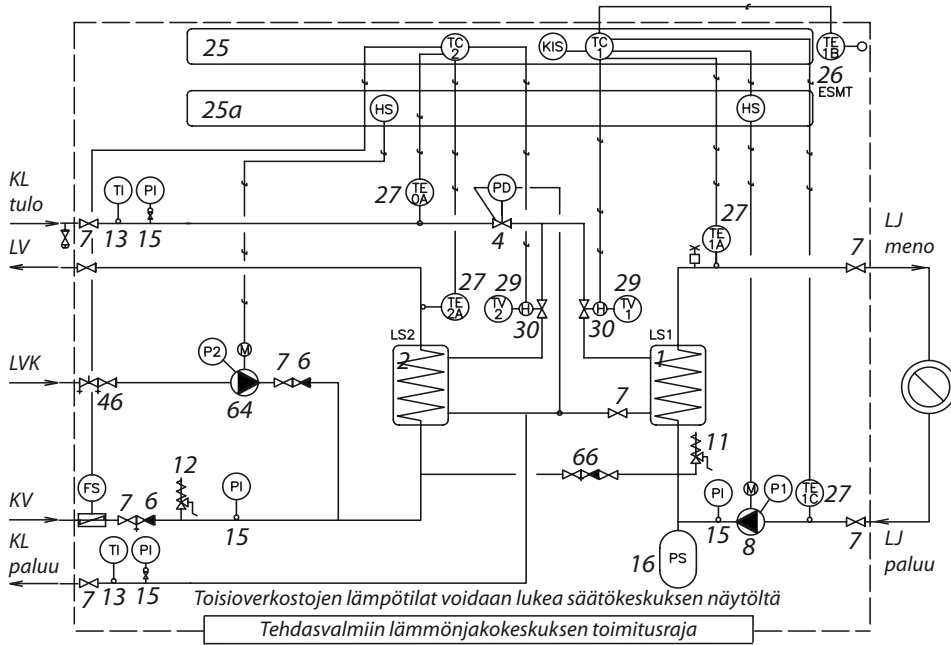 25
TC 2
KIS
TC 1
TE 1B
26
ESMT
25a
HS
HS
KL tulo
TI
PI
27
TE 0A
PD
27
TE 1A
LJ meno
7
13
15
4
7
LV
27
TE 2A
29
TV 2
H
30
H
30
29
TV 1
LS2
2
LS1
1
LVK
46
P2
M
64
7
6
7
11
12
66
KV
FS
7
6
PI
15
M
P1
TE 1C
27
PI
15
8
7
LJ paluu
KL paluu
TI
PI
7
13
15
16
PS
Toisioverkostojen lämpötilat voidaan lukea säätökeskuksen näytöltä
Tehdasvalmiin lämmönjakokeskuksen toimitusraja